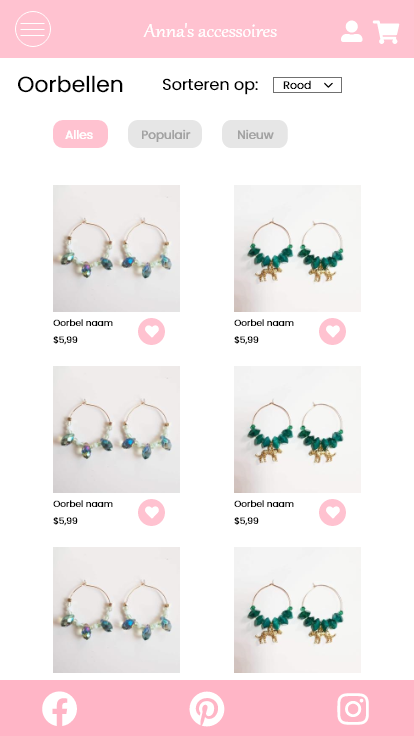 Anna's accessoires
Oorbellen
Sorteren op: Rood
Alles Populair Nieuw
Oorbel naam Oorbel naam
$5,99 $5,99
Oorbel naam Oorbel naam
$5,99 $5,99